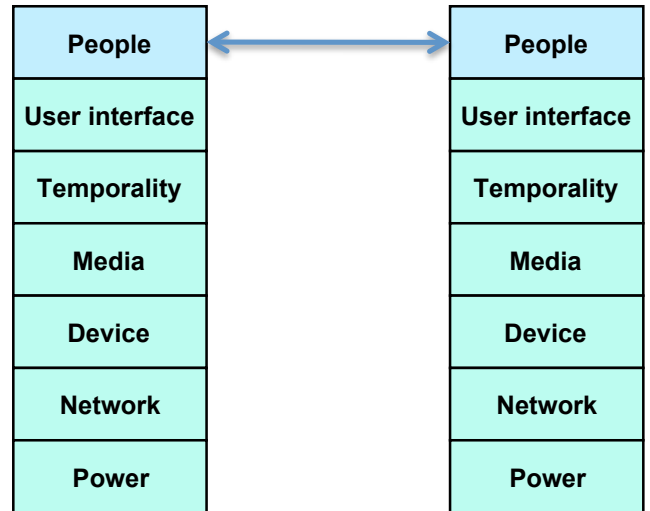 People
User interface
Temporality
Media
Device
Network
Power
People
User interface
Temporality
Media
Device
Network
Power